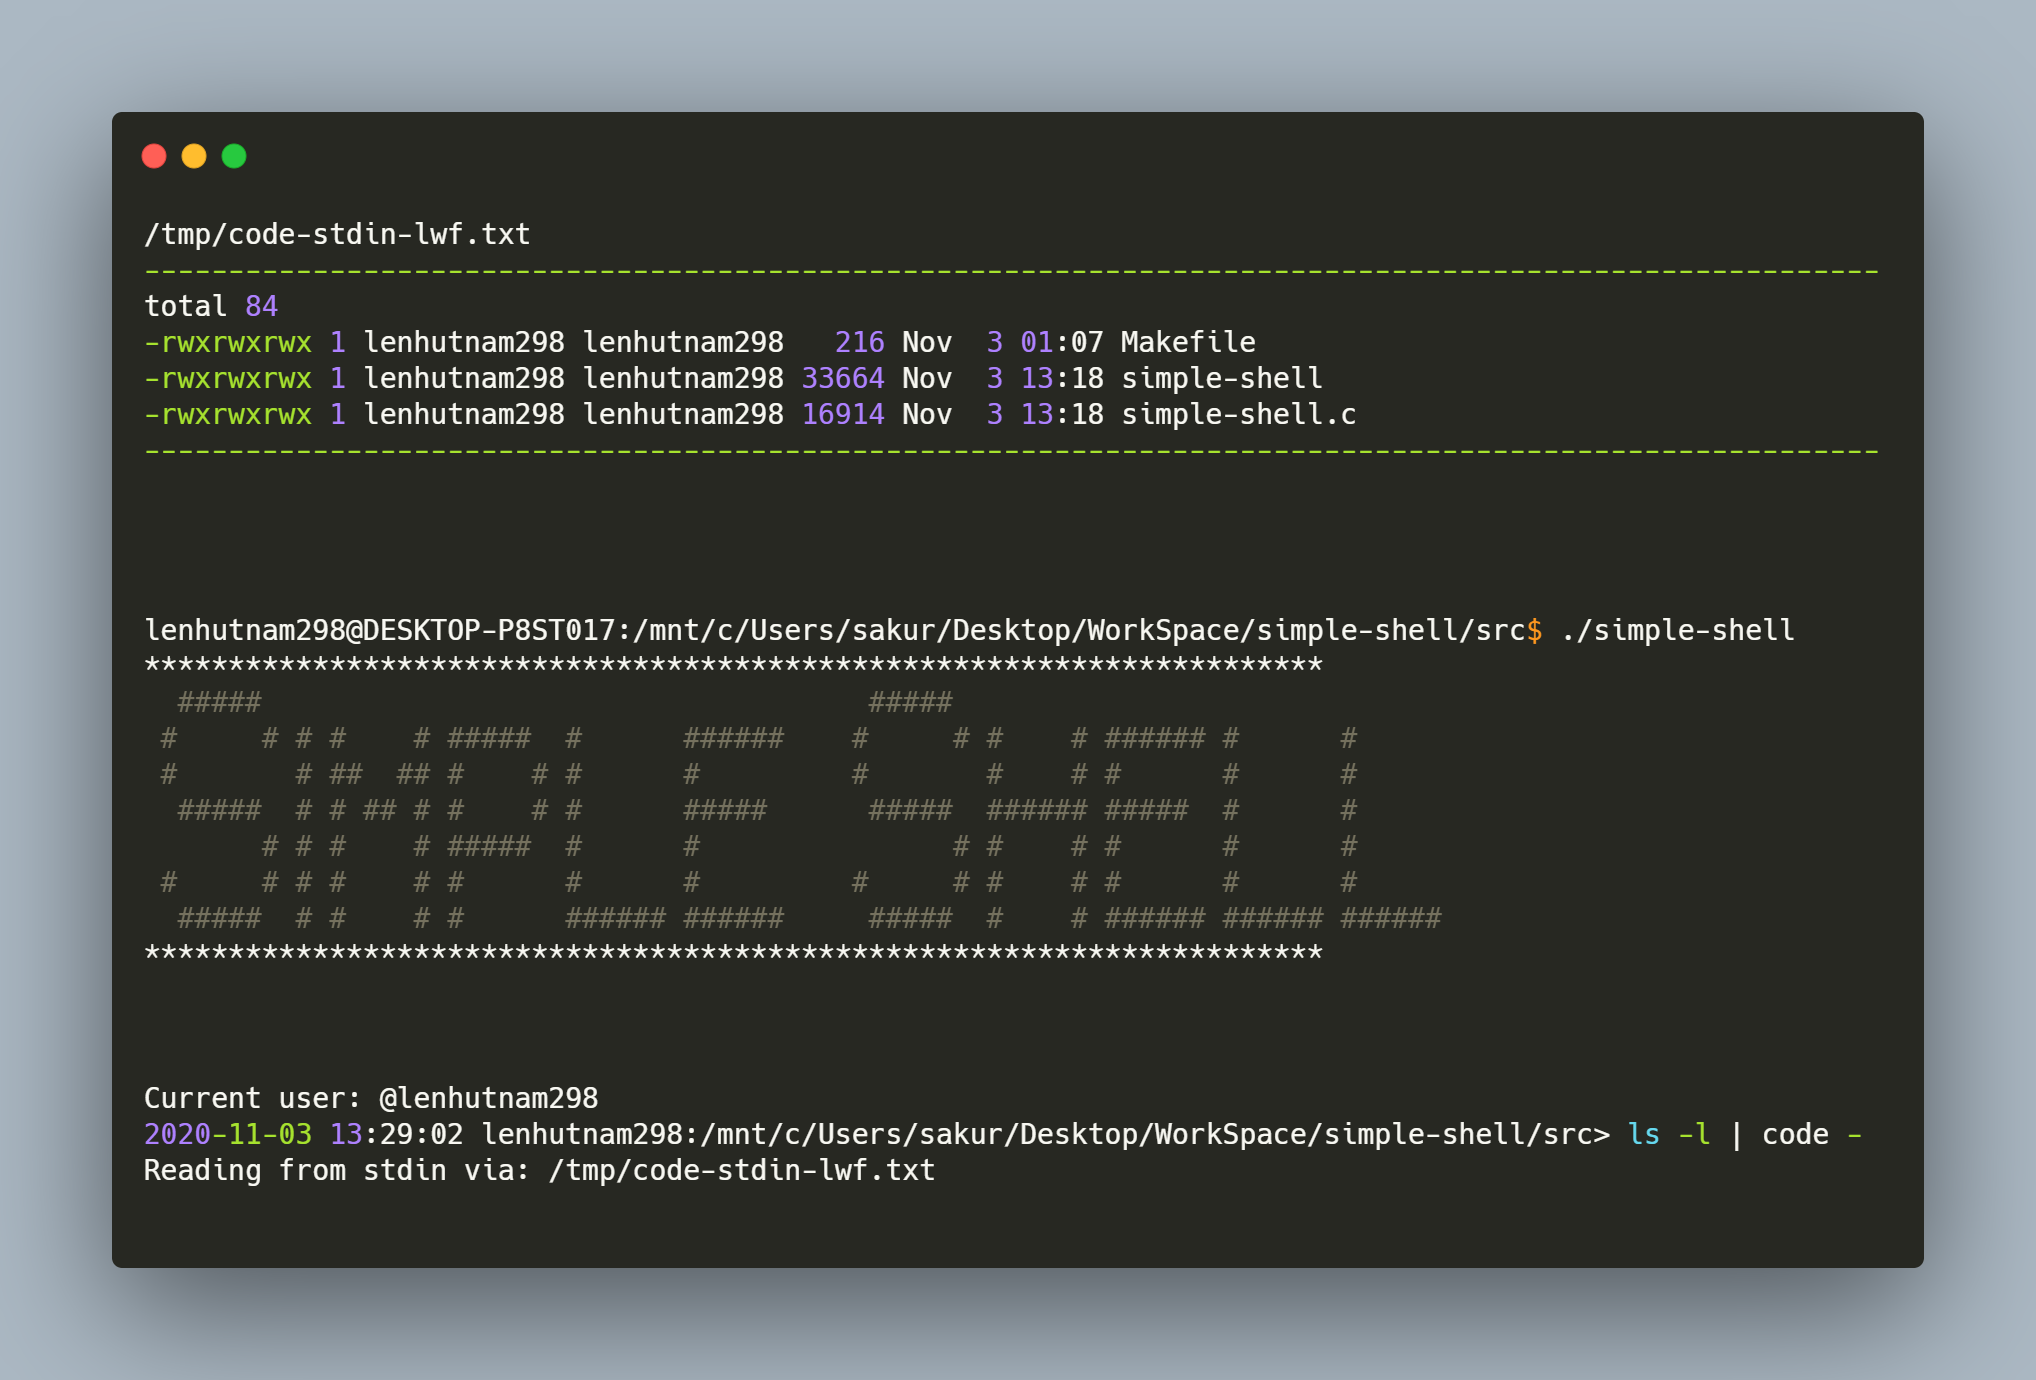 /tmp/code-stdin-lwf.txt
-------------------------------------------------------------------------------------------------------
total 84
-rwxrwxrwx 1 lenhutnam298 lenhutnam298   216 Nov  3 01:07 Makefile
-rwxrwxrwx 1 lenhutnam298 lenhutnam298 33664 Nov  3 13:18 simple-shell
-rwxrwxrwx 1 lenhutnam298 lenhutnam298 16914 Nov  3 13:18 simple-shell.c
-------------------------------------------------------------------------------------------------------
lenhutnam298@DESKTOP-P8ST017:/mnt/c/Users/sakur/Desktop/WorkSpace/simple-shell/src$ ./simple-shell
**********************************************************************
  #####                                    #####
 #     # # #    # #####  #      ######    #     # #    # ###### #      #
 #       # ##  ## #    # #      #         #       #    # #      #      #
  #####  # # ## # #    # #      #####      #####  ###### #####  #      #
       # # #    # #####  #      #               # #    # #      #      #
 #     # # #    # #      #      #         #     # #    # #      #      #
  #####  # #    # #      ###### ######     #####  #    # ###### ###### ######
**********************************************************************
Current user: @lenhutnam298
2020-11-03 13:29:02 lenhutnam298:/mnt/c/Users/sakur/Desktop/WorkSpace/simple-shell/src> ls -l | code -
Reading from stdin via: /tmp/code-stdin-lwf.txt